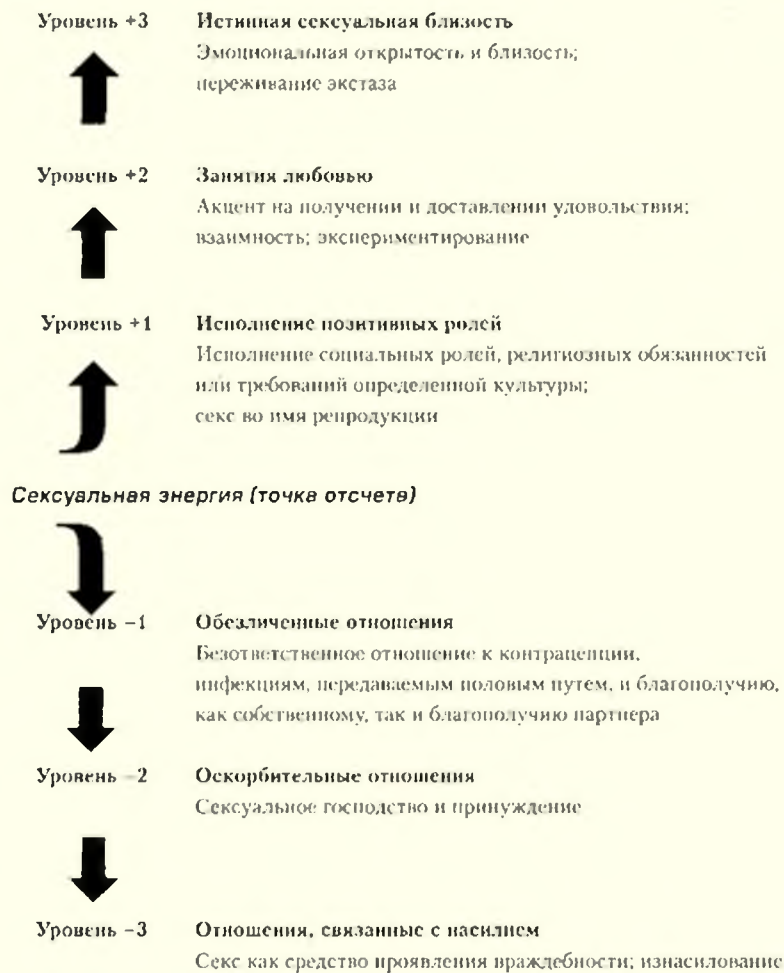 Уровень +3
Истинная сексуальная близость
Эмоциональная открытость и близость;
переживание экстаза
Уровень +2
Занятия любовью
Акцент на получении и доставлении удовольствия;
взаимность; экспериментирование
Уровень +1
Исполнение позитивных ролей
Исполнение социальных ролей, религиозных обязанностей
или требований определенной культуры;
секс во имя репродукции
Сексуальная энергия (точка отсчета)
Уровень –1
Обезличенные отношения
Безответственное отношение к контрацепции,
инфекциям, передаваемым половым путем, и благополучию,
как собственному, так и благополучию партнера
Уровень –2
Оскорбительные отношения
Сексуальное господство и принуждение
Уровень –3
Отношения, связанные с насилием
Секс как средство проявления враждебности; изнасилование